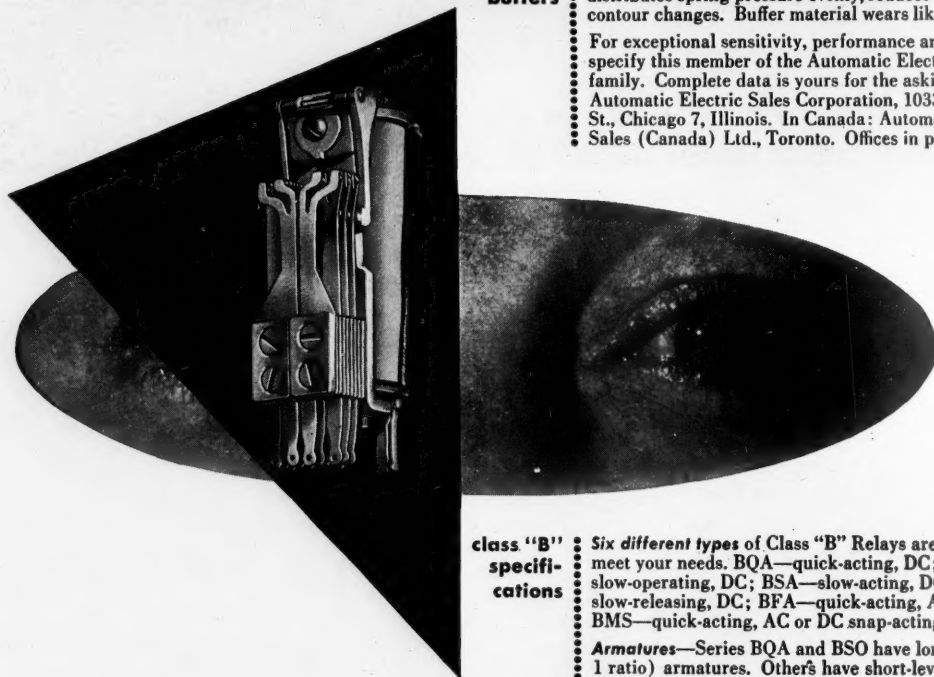 buffers
contour changes. Buffer material wears lik
For exceptional sensitivity, performance an
specify this member of the Automatic Elect
family. Complete data is yours for the aski
Automatic Electric Sales Corporation, 1033
St., Chicago 7, Illinois. In Canada: Autom
Sales (Canada) Ltd., Toronto. Offices in p
class "B"
specifi-
cations
Six different types of Class "B" Relays are
meet your needs. BQA—quick-acting, DC;
slow-operating, DC; BSA—slow-acting, DC
slow-releasing, DC; BFA—quick-acting, A
BMS—quick-acting, AC or DC snap-acting
Armatures—Series BQA and BSO have lon
1 ratio) armatures. Others have short-lev